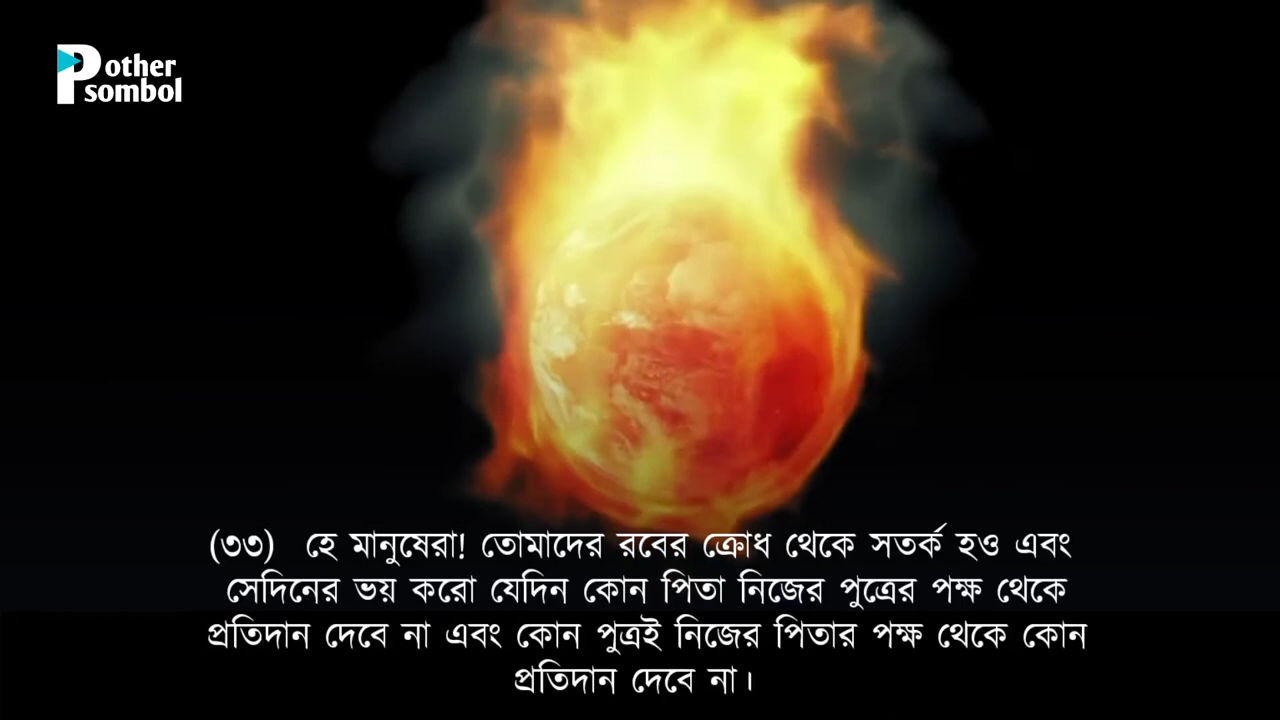 Pother
sombol
(৩৩) হে মানুষেরা! তোমাদের রবের ক্রোধ থেকে সতর্ক হও এবং
সেদিনের ভয় করো যেদিন কোন পিতা নিজের পুত্রের পক্ষ থেকে
প্রতিদান দেবে না এবং কোন পুত্রই নিজের পিতার পক্ষ থেকে কোন
প্রতিদান দেবে না।